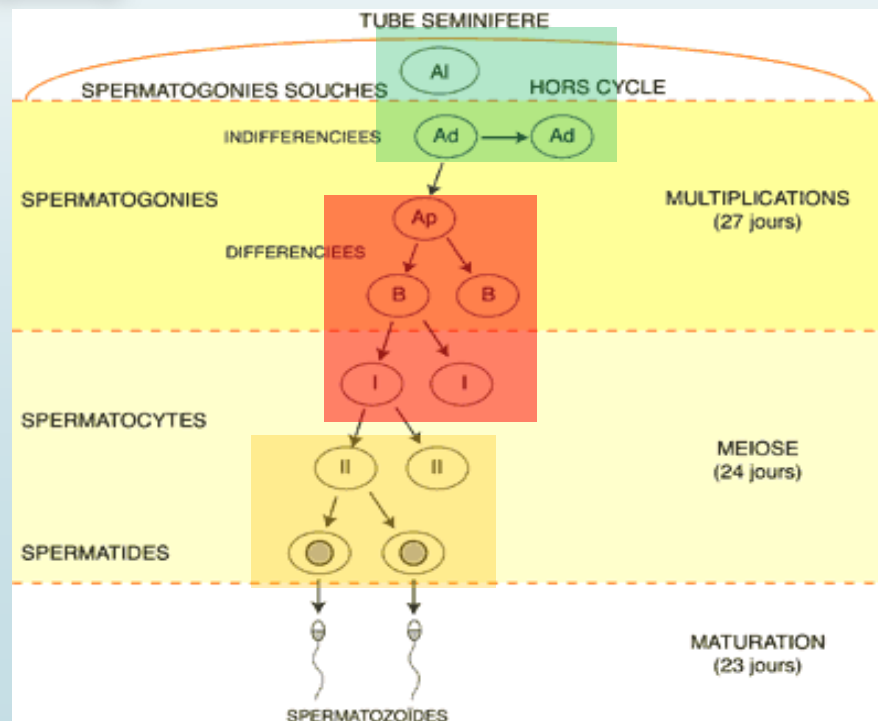 TUBE SEMINIFERE
Al
SPERMATOGONIES SOUCHES
HORS CYCLE
INDIFFERENCIEES
Ad
Ad
SPERMATOGONIES
MULTIPLICATIONS
(27 jours)
Ap
DIFFERENCIEES
B
B
I
I
SPERMATOCYTES
MEIOSE
(24 jours)
II
II
SPERMATIDES
MATURATION
(23 jours)
SPERMATOZOÏDES